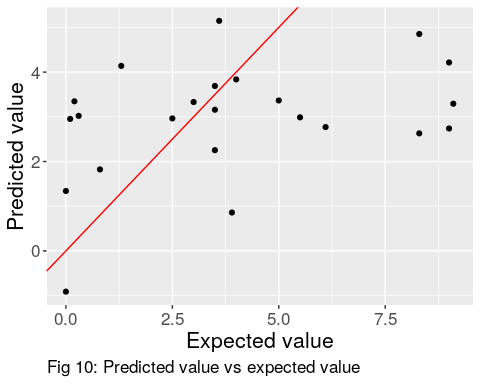 Predicted value
4
2
0
0.0 2.5 5.0 7.5
Expected value
Fig 10: Predicted value vs expected value